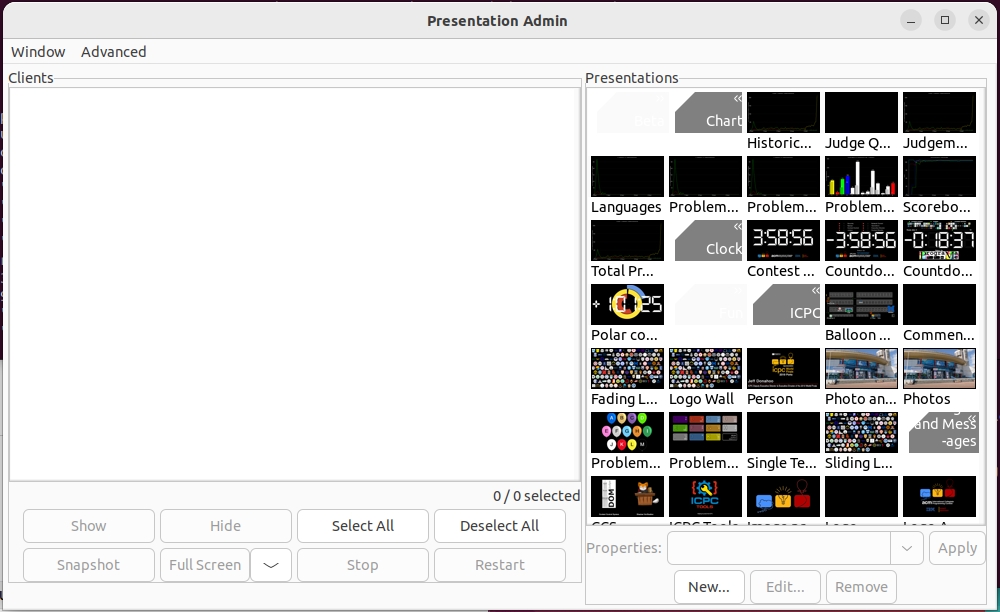 Presentation Admin
Window Advanced
Clients
Presentations
Chart
Historic... Judge Q... Judgem...
Languages Problem... Problem... Problem... Scorebo...
Total Pr... Clock Contest ... Countdo... Countdo...
3:58:56 -3:58:56 -0:18:37
Polar co... Fun ICPC Balloon ... Commen...
Fading L... Logo Wall Person Photo an... Photos
Jeff Donahoo
and Mess
-ages
Problem... Problem... Single Te... Sliding L...
ICPC
TOOLS
0 / 0 selected
Show Hide Select All Deselect All
Snapshot Full Screen Stop Restart
Properties: Apply
New... Edit... Remove